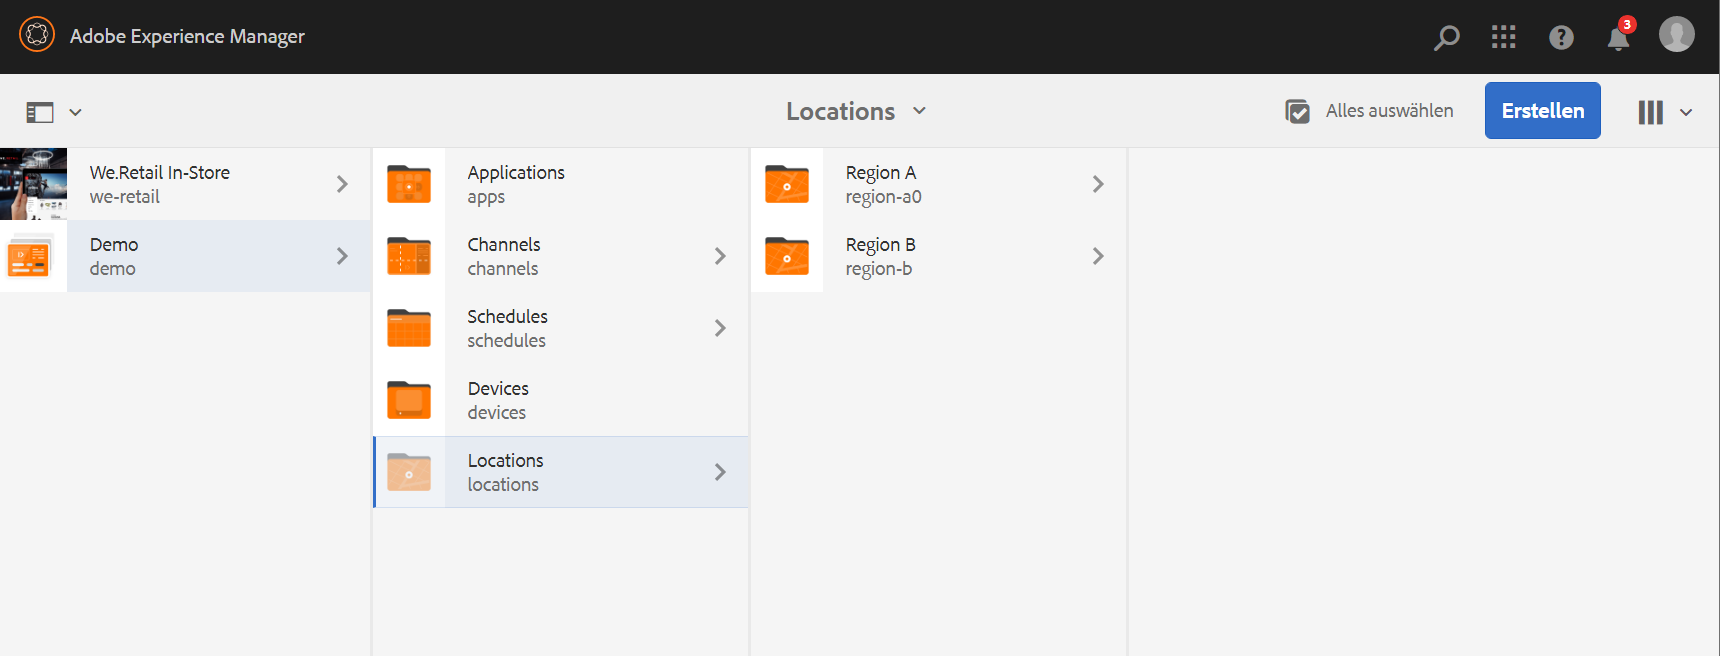 Adobe Experience Manager
3
Locations
Alles auswählen
Erstellen
We.Retail In-Store
we-retail
Demo
demo
Applications
apps
Channels
channels
Schedules
schedules
Devices
devices
Locations
locations
Region A
region-a0
Region B
region-b